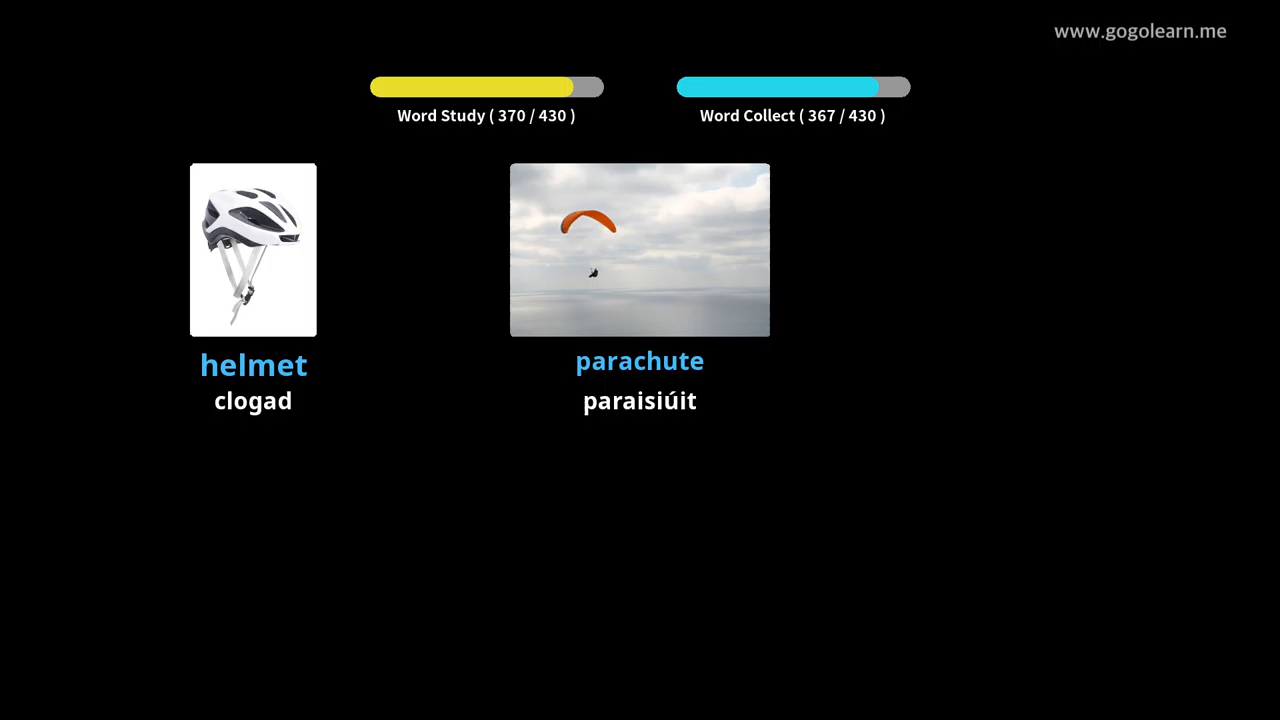 www.gogolearn.me
Word Study ( 370 / 430 )
Word Collect ( 367 / 430 )
helmet
clogad
parachute
paraisiúit